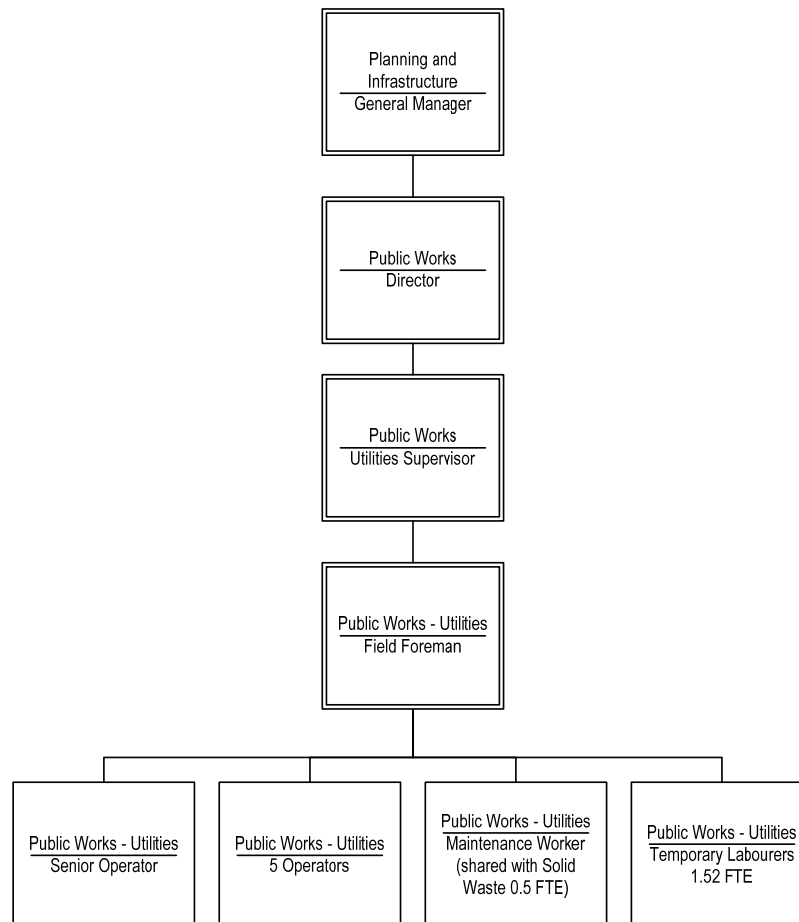 Planning and
Infrastructure
General Manager
Public Works
Director
Public Works
Utilities Supervisor
Public Works - Utilities
Field Foreman
Public Works - Utilities
Senior Operator
Public Works - Utilities
5 Operators
Public Works - Utilities
Maintenance Worker
(shared with Solid
Waste 0.5 FTE)
Public Works - Utilities
Temporary Labourers
1.52 FTE